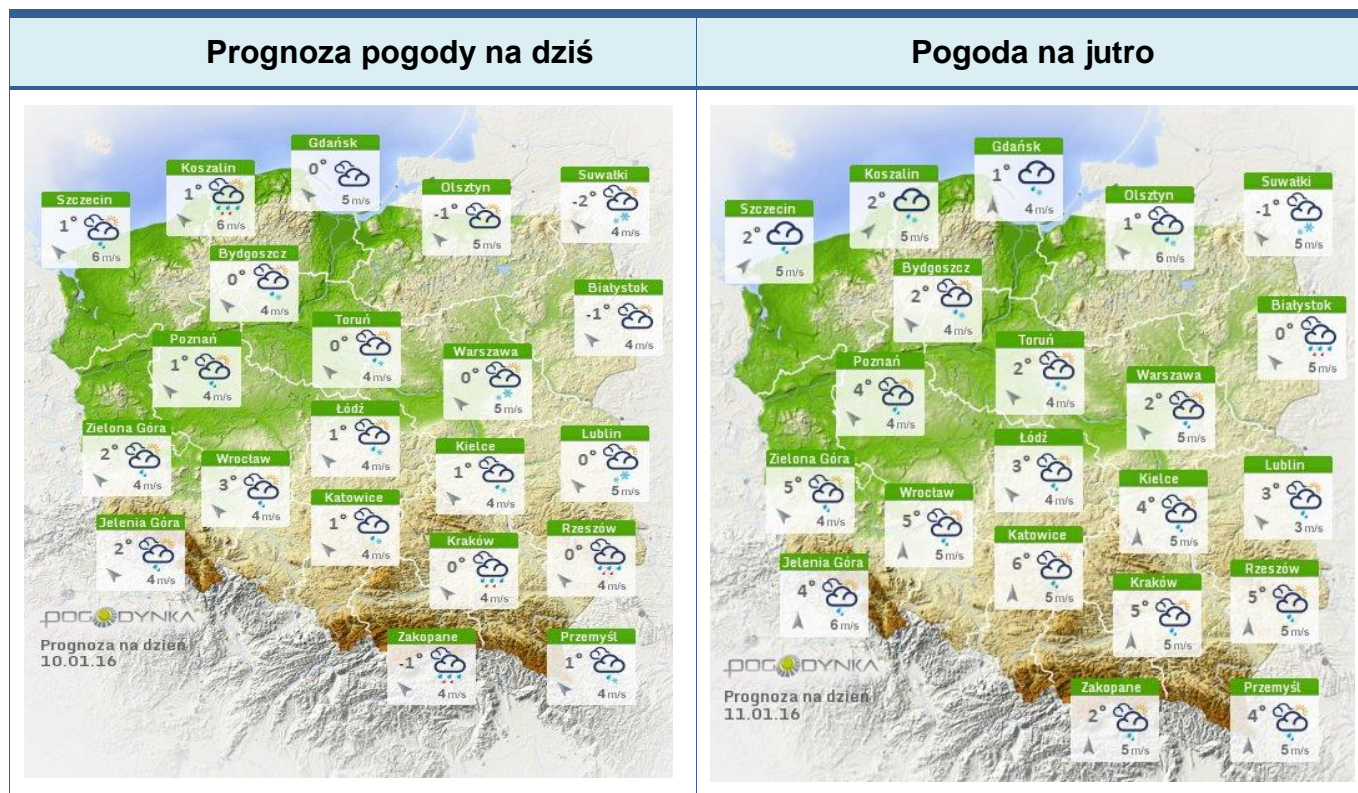 Prognoza pogody na dziś
Pogoda na jutro
Gdańsk
0°
5 m/s
Koszalin
1°
6 m/s
Szczecin
1°
6 m/s
Olsztyn
-1°
5 m/s
Suwałki
-2°
4 m/s
Bydgoszcz
0°
4 m/s
Białystok
-1°
4 m/s
Toruń
0°
4 m/s
Poznań
1°
4 m/s
Warszawa
0°
5 m/s
Łódź
1°
4 m/s
Zielona Góra
2°
4 m/s
Wrocław
3°
4 m/s
Kielce
1°
4 m/s
Lublin
0°
5 m/s
Katowice
1°
4 m/s
Jelenia Góra
2°
4 m/s
Kraków
0°
4 m/s
Rzeszów
0°
4 m/s
Zakopane
-1°
4 m/s
Przemyśl
1°
4 m/s
POGODYNKA
Prognoza na dzień
10.01.16
Gdańsk
1°
4 m/s
Koszalin
2°
5 m/s
Szczecin
2°
5 m/s
Olsztyn
1°
6 m/s
Suwałki
-1°
5 m/s
Bydgoszcz
2°
4 m/s
Białystok
0°
5 m/s
Toruń
2°
4 m/s
Poznań
4°
4 m/s
Warszawa
2°
5 m/s
Łódź
3°
4 m/s
Zielona Góra
5°
4 m/s
Wrocław
5°
5 m/s
Kielce
4°
5 m/s
Lublin
3°
3 m/s
Katowice
6°
5 m/s
Jelenia Góra
4°
6 m/s
Kraków
5°
5 m/s
Rzeszów
5°
5 m/s
Zakopane
2°
5 m/s
Przemyśl
4°
5 m/s
POGODYNKA
Prognoza na dzień
11.01.16